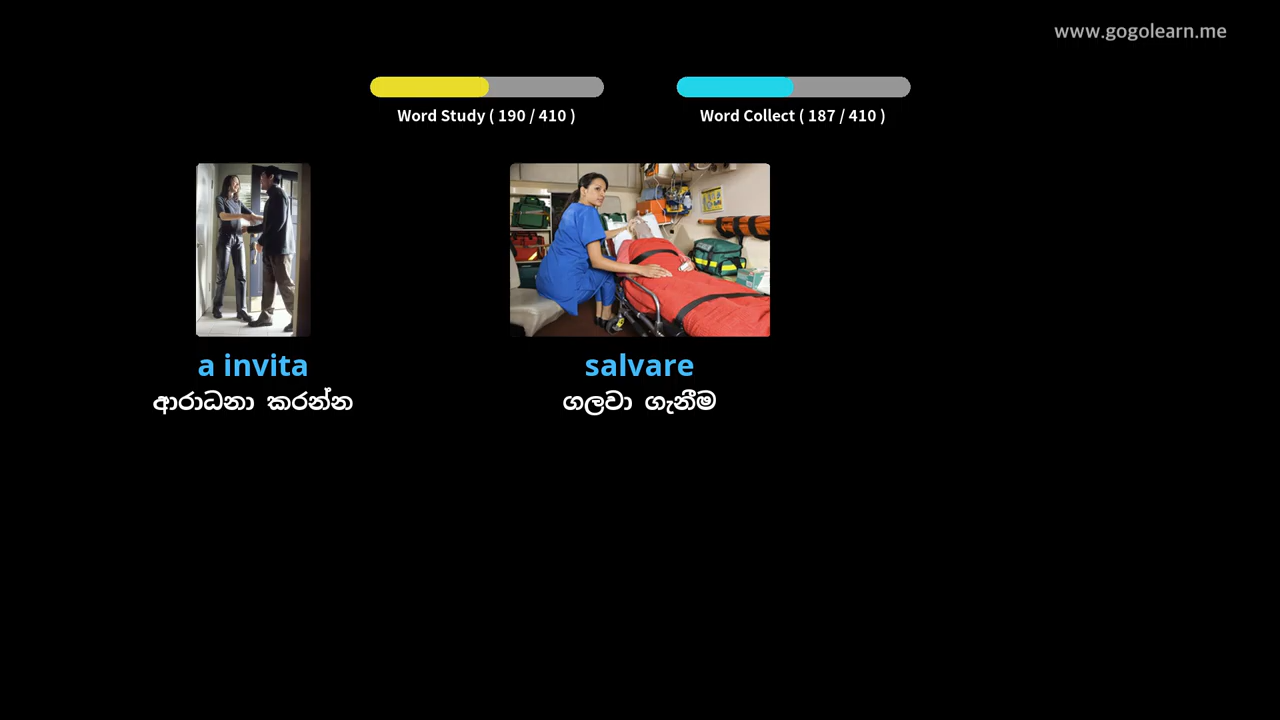 www.gogolearn.me
Word Study ( 190 / 410 )
Word Collect ( 187 / 410 )
a invita
ආරාධනා කරන්න
salvare
ගලවා ගැනීම